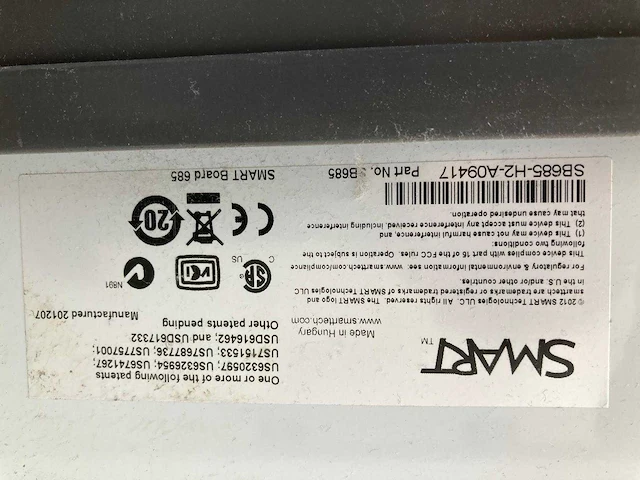 SMART™
Made in Hungary
www.smarttech.com
© 2012 SMART Technologies ULC. All rights reserved. The SMART logo and
smarttech are trademarks or registered trademarks of SMART Technologies ULC
in the U.S. and/or other countries.
For regulatory & environmental information see: www.smarttech.com/compliance
This device complies with part 15 of the FCC rules. Operation is subject to the
following two conditions:
(1) This device may not cause harmful interference, and,
(2) This device must accept any interference received, including interference
that may cause undesired operation.
SB685-H2-A09417
Part No. B685
SMART Board 685
One or more of the following patents
US6320597; US6326954; US6741267;
US7151533; US7687736; US757001;
USD616462; and USD617332
Other patents pending
Manufactured 201207
C US
N891
CE
20